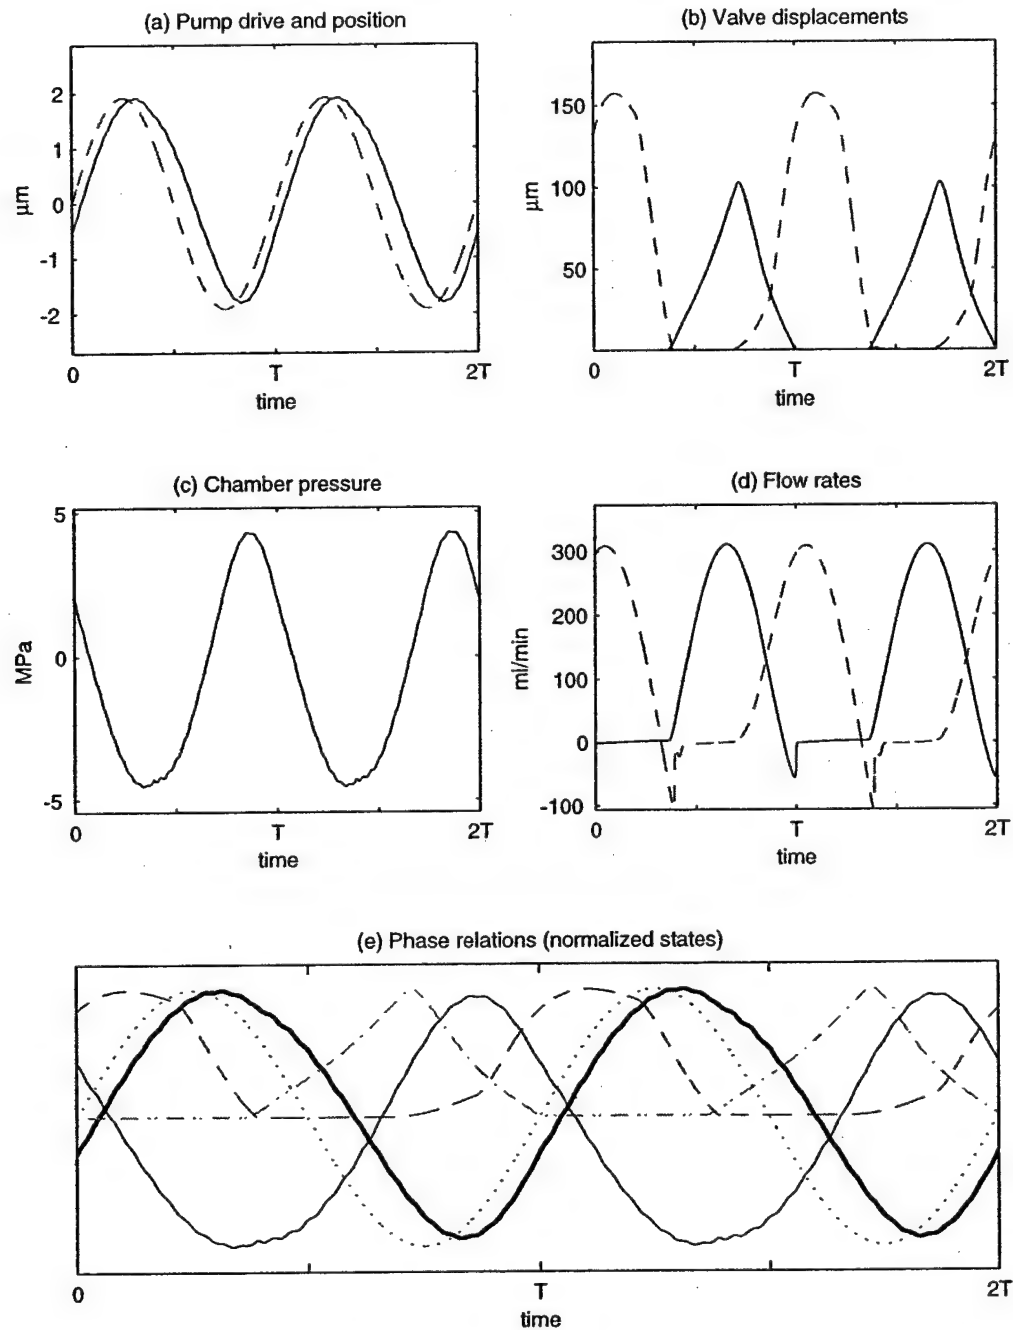 (a) Pump drive and position
2
1
0
-1
-2
μm
0 T 2T
time
(b) Valve displacements
150
100
50
μm
0 T 2T
time
(c) Chamber pressure
5
0
-5
MPa
0 T 2T
time
(d) Flow rates
300
200
100
0
-100
ml/min
0 T 2T
time
(e) Phase relations (normalized states)
0 T 2T
time